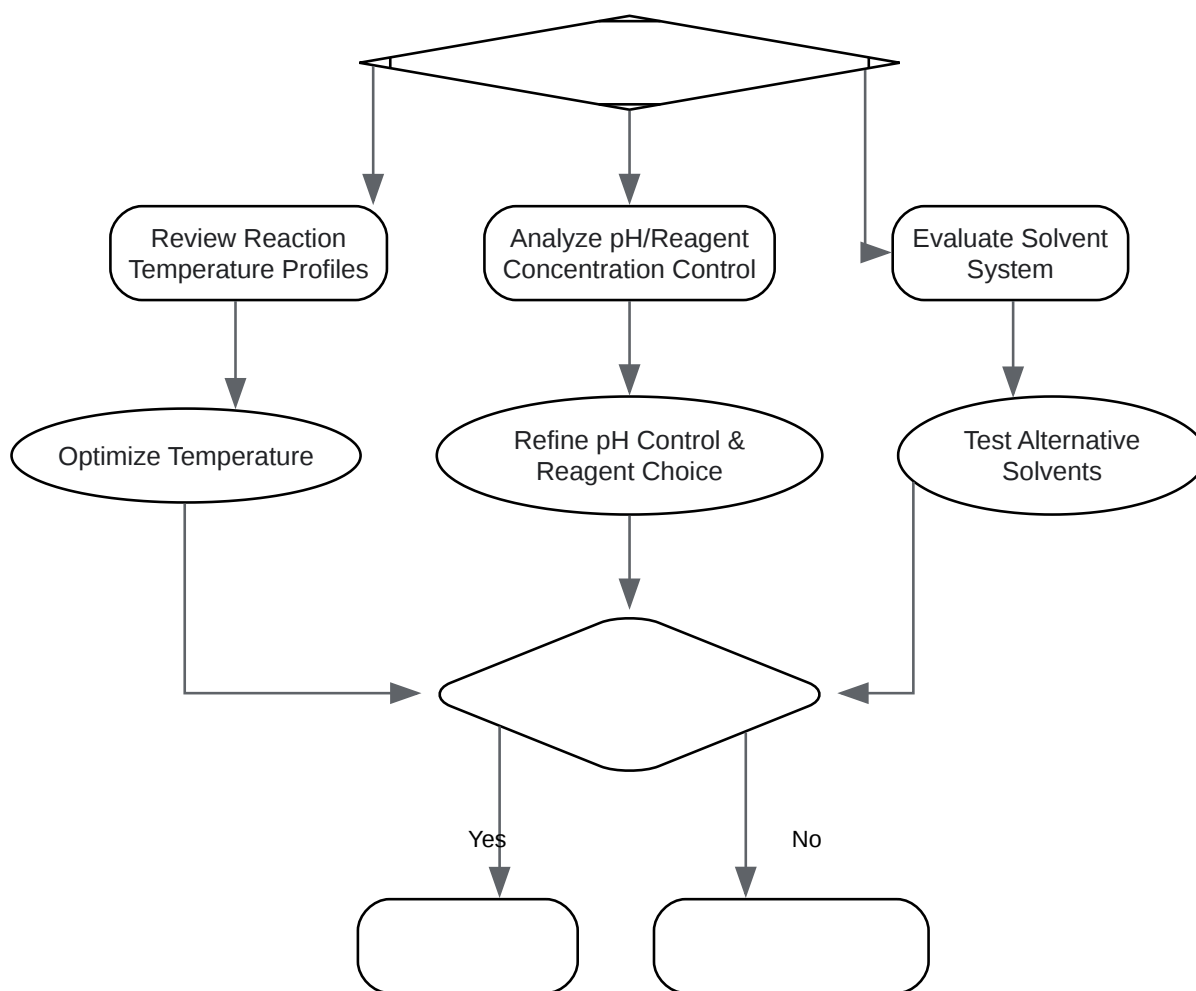 Review Reaction
Temperature Profiles
Analyze pH/Reagent
Concentration Control
Evaluate Solvent
System
Optimize Temperature
Refine pH Control &
Reagent Choice
Test Alternative
Solvents
Yes
No